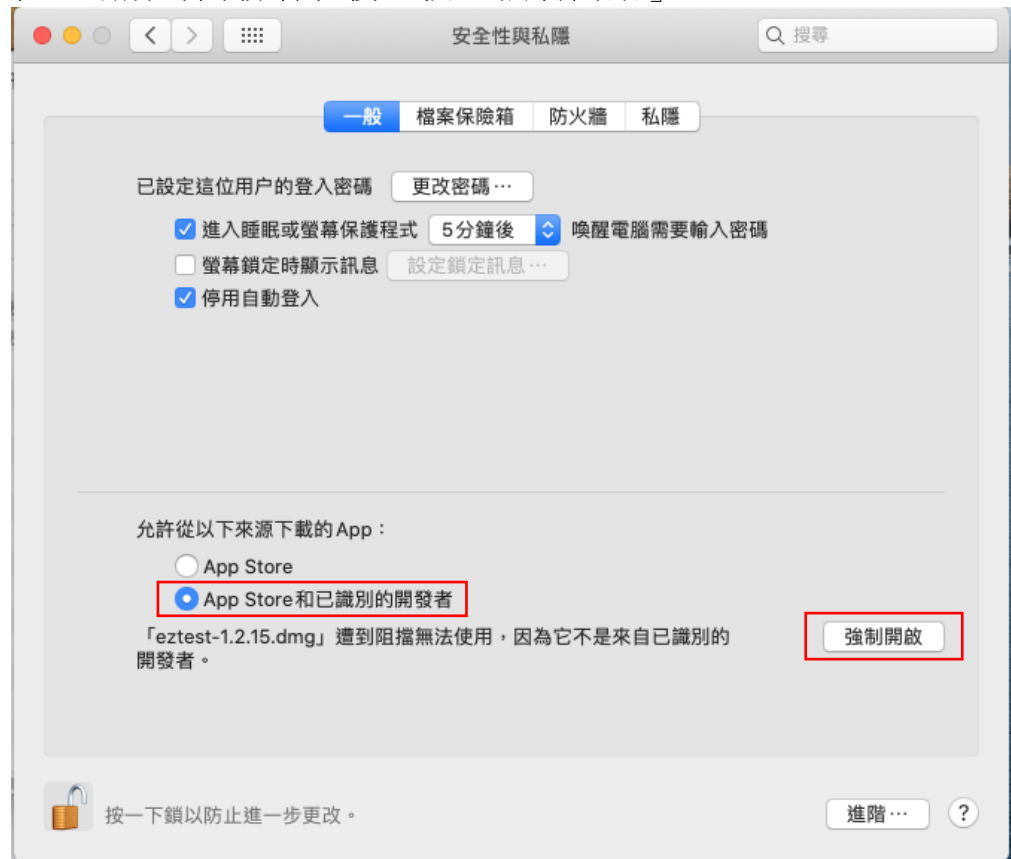 安全性與私隱
搜尋
一般 檔案保險箱 防火牆 私隱
已設定這位用户的登入密碼 更改密碼⋯
進入睡眠或螢幕保護程式 5分鐘後 喚醒電腦需要輸入密碼
螢幕鎖定時顯示訊息 設定鎖定訊息⋯
停用自動登入
允許從以下來源下載的App：
App Store
App Store和已識別的開發者
「eztest-1.2.15.dmg」遭到阻擋無法使用，因為它不是來自已識別的
開發者。
強制開啟
按一下鎖以防止進一步更改。
進階⋯ ?